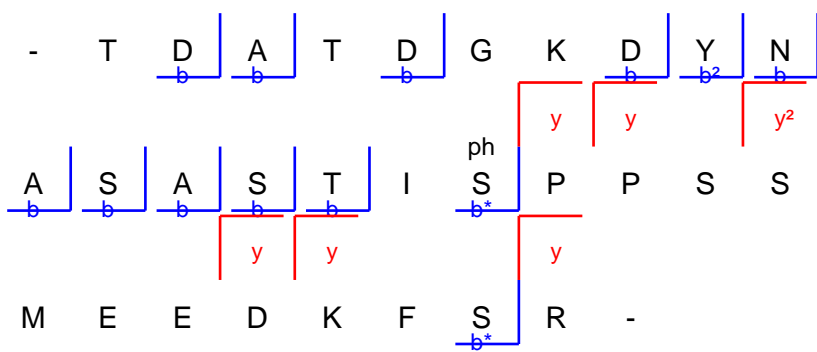 - T D A T D G K D Y N
b b b b b² b
y y y²
ph
A S A S T I S P P S S
b b b b b b*
y y y
M E E D K F S R -
b*